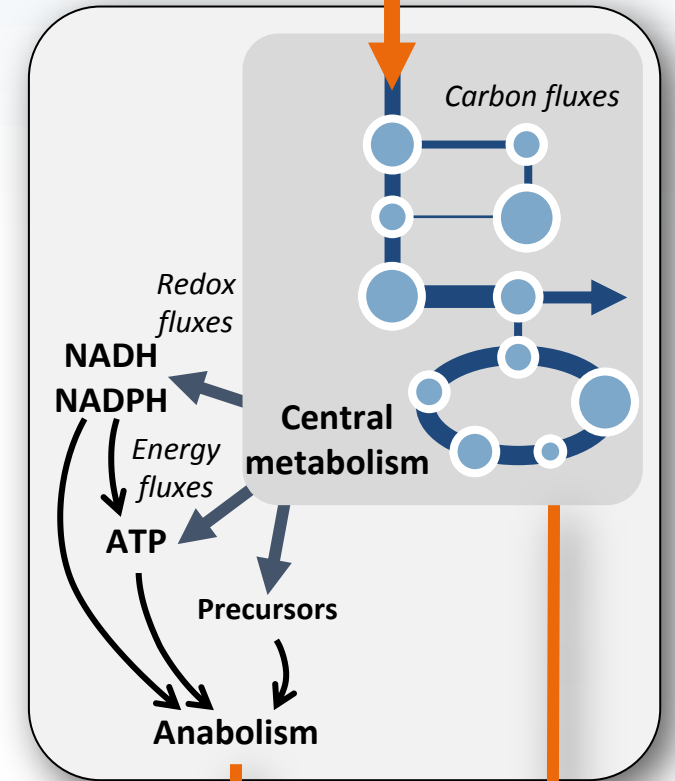 Carbon fluxes
Redox
fluxes
NADH
NADPH
Central
metabolism
Energy
fluxes
ATP
Precursors
Anabolism